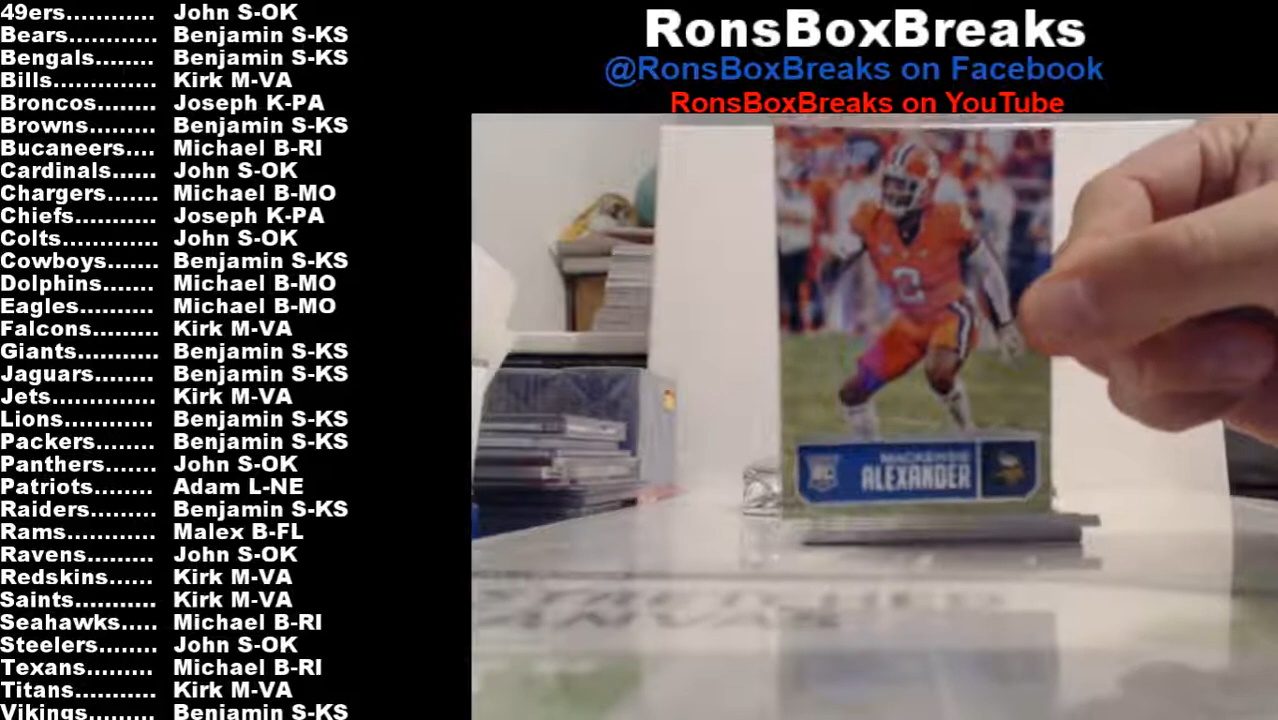 49ers............ John S-OK
Bears............ Benjamin S-KS
Bengals........ Benjamin S-KS
Bills............. Kirk M-VA
Broncos........ Joseph K-PA
Browns......... Benjamin S-KS
Bucaneers.... Michael B-RI
Cardinals...... John S-OK
Chargers....... Michael B-MO
Chiefs........... Joseph K-PA
Colts............. John S-OK
Cowboys....... Benjamin S-KS
Dolphins....... Michael B-MO
Eagles.......... Michael B-MO
Falcons......... Kirk M-VA
Giants........... Benjamin S-KS
Jaguars........ Benjamin S-KS
Jets.............. Kirk M-VA
Lions............ Benjamin S-KS
Packers........ Benjamin S-KS
Panthers....... John S-OK
Patriots........ Adam L-NE
Raiders......... Benjamin S-KS
Rams............ Malex B-FL
Ravens......... John S-OK
Redskins...... Kirk M-VA
Saints........... Kirk M-VA
Seahawks..... Michael B-RI
Steelers........ John S-OK
Texans......... Michael B-RI
Titans........... Kirk M-VA
Vikings......... Benjamin S-KS
RonsBoxBreaks
@RonsBoxBreaks on Facebook
RonsBoxBreaks on YouTube
2
RC
MACKENSIE
ALEXANDER